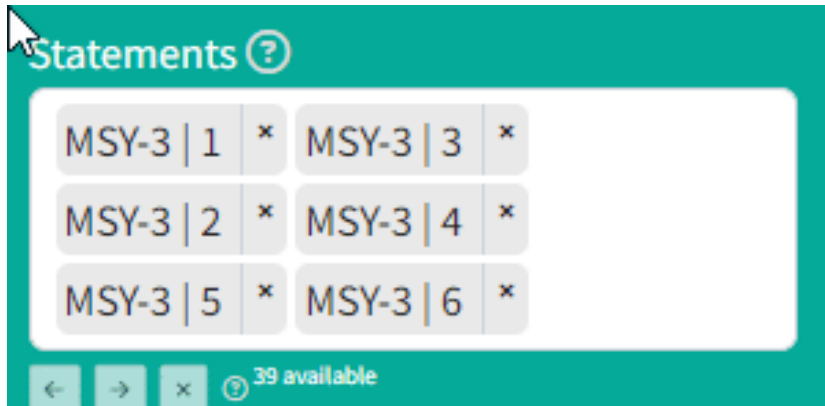 Statements ?
MSY-3 | 1 × MSY-3 | 3 ×
MSY-3 | 2 × MSY-3 | 4 ×
MSY-3 | 5 × MSY-3 | 6 ×
← → × ? 39 available